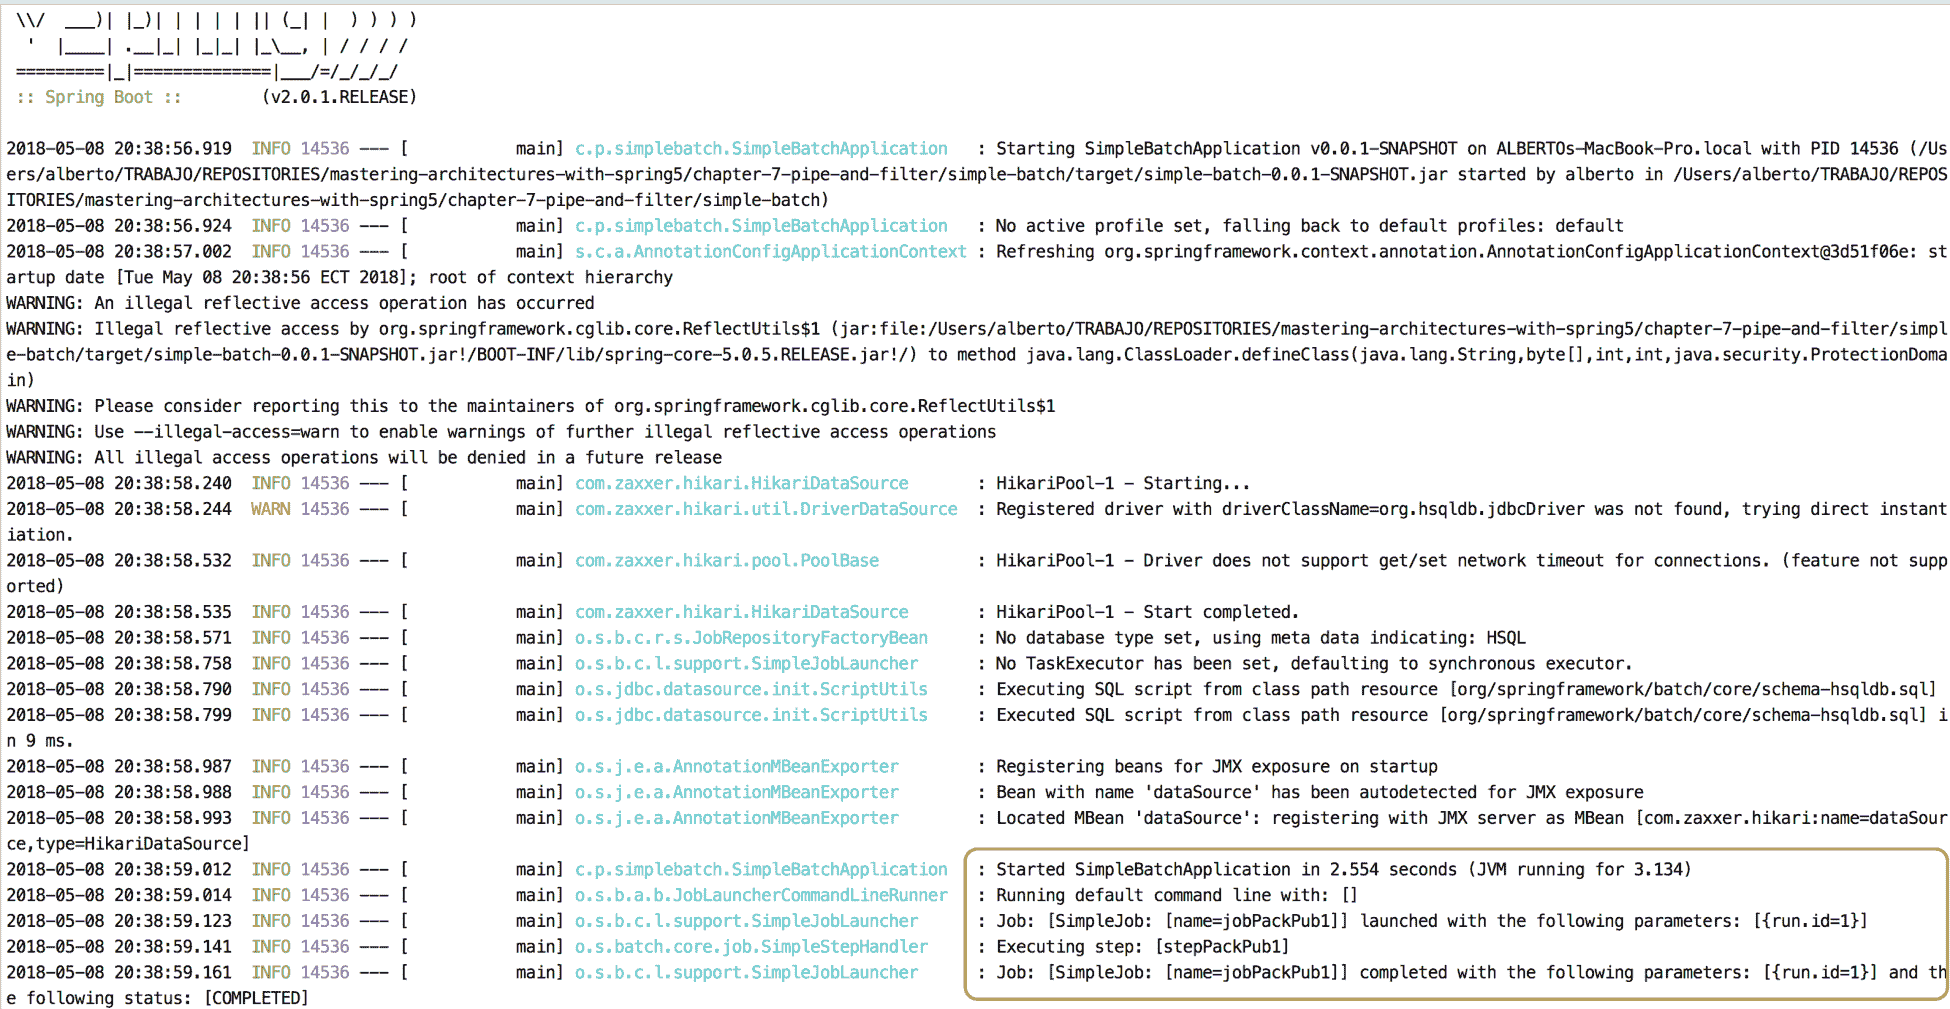 \\/  ___)| |_)| | | | | || (_| |  ) ) ) )
'  |____| .__|_| |_|_| |_\__, | / / / /
=========|_|==============|___/=/_/_/_/
:: Spring Boot ::        (v2.0.1.RELEASE)
2018-05-08 20:38:56.919  INFO 14536 --- [           main] c.p.simplebatch.SimpleBatchApplication   : Starting SimpleBatchApplication v0.0.1-SNAPSHOT on ALBERTOs-MacBook-Pro.local with PID 14536 (/Us
ers/alberto/TRABAJO/REPOSITORIES/mastering-architectures-with-spring5/chapter-7-pipe-and-filter/simple-batch/target/simple-batch-0.0.1-SNAPSHOT.jar started by alberto in /Users/alberto/TRABAJO/REPOS
ITORIES/mastering-architectures-with-spring5/chapter-7-pipe-and-filter/simple-batch)
2018-05-08 20:38:56.924  INFO 14536 --- [           main] c.p.simplebatch.SimpleBatchApplication   : No active profile set, falling back to default profiles: default
2018-05-08 20:38:57.002  INFO 14536 --- [           main] s.c.a.AnnotationConfigApplicationContext : Refreshing org.springframework.context.annotation.AnnotationConfigApplicationContext@3d51f06e: st
artup date [Tue May 08 20:38:56 ECT 2018]; root of context hierarchy
WARNING: An illegal reflective access operation has occurred
WARNING: Illegal reflective access by org.springframework.cglib.core.ReflectUtils$1 (jar:file:/Users/alberto/TRABAJO/REPOSITORIES/mastering-architectures-with-spring5/chapter-7-pipe-and-filter/simpl
e-batch/target/simple-batch-0.0.1-SNAPSHOT.jar!/BOOT-INF/lib/spring-core-5.0.5.RELEASE.jar!/) to method java.lang.ClassLoader.defineClass(java.lang.String,byte[],int,int,java.security.ProtectionDoma
in)
WARNING: Please consider reporting this to the maintainers of org.springframework.cglib.core.ReflectUtils$1
WARNING: Use --illegal-access=warn to enable warnings of further illegal reflective access operations
WARNING: All illegal access operations will be denied in a future release
2018-05-08 20:38:58.240  INFO 14536 --- [           main] com.zaxxer.hikari.HikariDataSource       : HikariPool-1 - Starting...
2018-05-08 20:38:58.244  WARN 14536 --- [           main] com.zaxxer.hikari.util.DriverDataSource  : Registered driver with driverClassName=org.hsqldb.jdbcDriver was not found, trying direct instant
iation.
2018-05-08 20:38:58.532  INFO 14536 --- [           main] com.zaxxer.hikari.pool.PoolBase          : HikariPool-1 - Driver does not support get/set network timeout for connections. (feature not supp
orted)
2018-05-08 20:38:58.535  INFO 14536 --- [           main] com.zaxxer.hikari.HikariDataSource       : HikariPool-1 - Start completed.
2018-05-08 20:38:58.571  INFO 14536 --- [           main] o.s.b.c.r.s.JobRepositoryFactoryBean     : No database type set, using meta data indicating: HSQL
2018-05-08 20:38:58.758  INFO 14536 --- [           main] o.s.b.c.l.support.SimpleJobLauncher      : No TaskExecutor has been set, defaulting to synchronous executor.
2018-05-08 20:38:58.790  INFO 14536 --- [           main] o.s.jdbc.datasource.init.ScriptUtils     : Executing SQL script from class path resource [org/springframework/batch/core/schema-hsqldb.sql]
2018-05-08 20:38:58.799  INFO 14536 --- [           main] o.s.jdbc.datasource.init.ScriptUtils     : Executed SQL script from class path resource [org/springframework/batch/core/schema-hsqldb.sql] i
n 9 ms.
2018-05-08 20:38:58.987  INFO 14536 --- [           main] o.s.j.e.a.AnnotationMBeanExporter        : Registering beans for JMX exposure on startup
2018-05-08 20:38:58.988  INFO 14536 --- [           main] o.s.j.e.a.AnnotationMBeanExporter        : Bean with name 'dataSource' has been autodetected for JMX exposure
2018-05-08 20:38:58.993  INFO 14536 --- [           main] o.s.j.e.a.AnnotationMBeanExporter        : Located MBean 'dataSource': registering with JMX server as MBean [com.zaxxer.hikari:name=dataSour
ce,type=HikariDataSource]
2018-05-08 20:38:59.012  INFO 14536 --- [           main] c.p.simplebatch.SimpleBatchApplication   : Started SimpleBatchApplication in 2.554 seconds (JVM running for 3.134)
2018-05-08 20:38:59.014  INFO 14536 --- [           main] o.s.b.a.b.JobLauncherCommandLineRunner   : Running default command line with: []
2018-05-08 20:38:59.123  INFO 14536 --- [           main] o.s.b.c.l.support.SimpleJobLauncher      : Job: [SimpleJob: [name=jobPackPub1]] launched with the following parameters: [{run.id=1}]
2018-05-08 20:38:59.141  INFO 14536 --- [           main] o.s.batch.core.job.SimpleStepHandler     : Executing step: [stepPackPub1]
2018-05-08 20:38:59.161  INFO 14536 --- [           main] o.s.b.c.l.support.SimpleJobLauncher      : Job: [SimpleJob: [name=jobPackPub1]] completed with the following parameters: [{run.id=1}] and th
e following status: [COMPLETED]